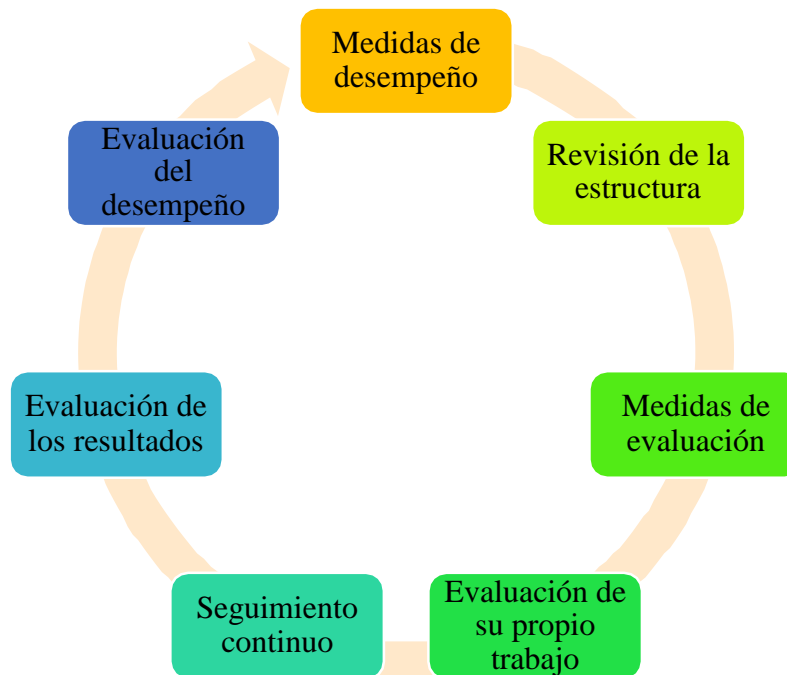 Medidas de
desempeño
Revisión de la
estructura
Medidas de
evaluación
Evaluación de
su propio
trabajo
Seguimiento
continuo
Evaluación de
los resultados
Evaluación
del
desempeño